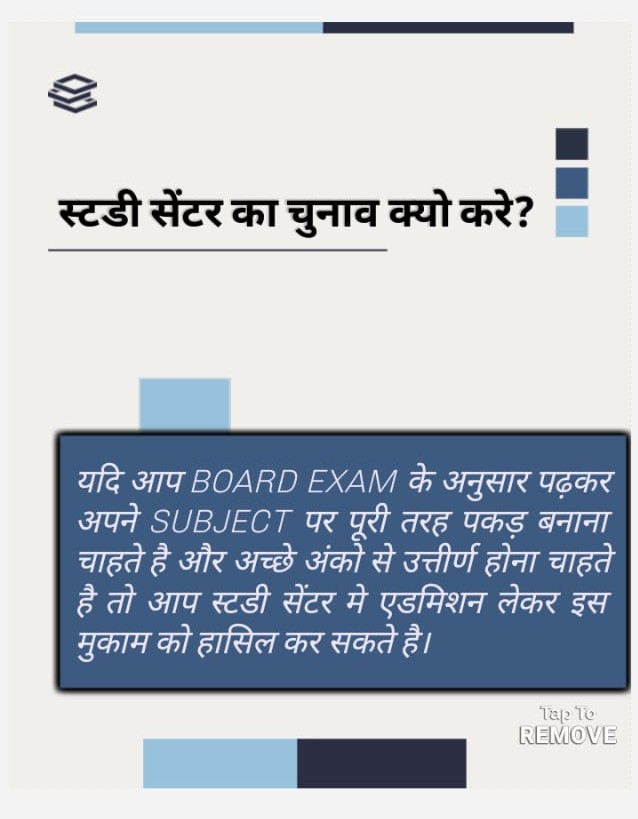 स्टडी सेंटर का चुनाव क्यो करे?
यदि आप BOARD EXAM के अनुसार पढ़कर
अपने SUBJECT पर पूरी तरह पकड़ बनाना
चाहते है और अच्छे अंको से उत्तीर्ण होना चाहते
है तो आप स्टडी सेंटर मे एडमिशन लेकर इस
मुकाम को हासिल कर सकते है।
Tap To
REMOVE